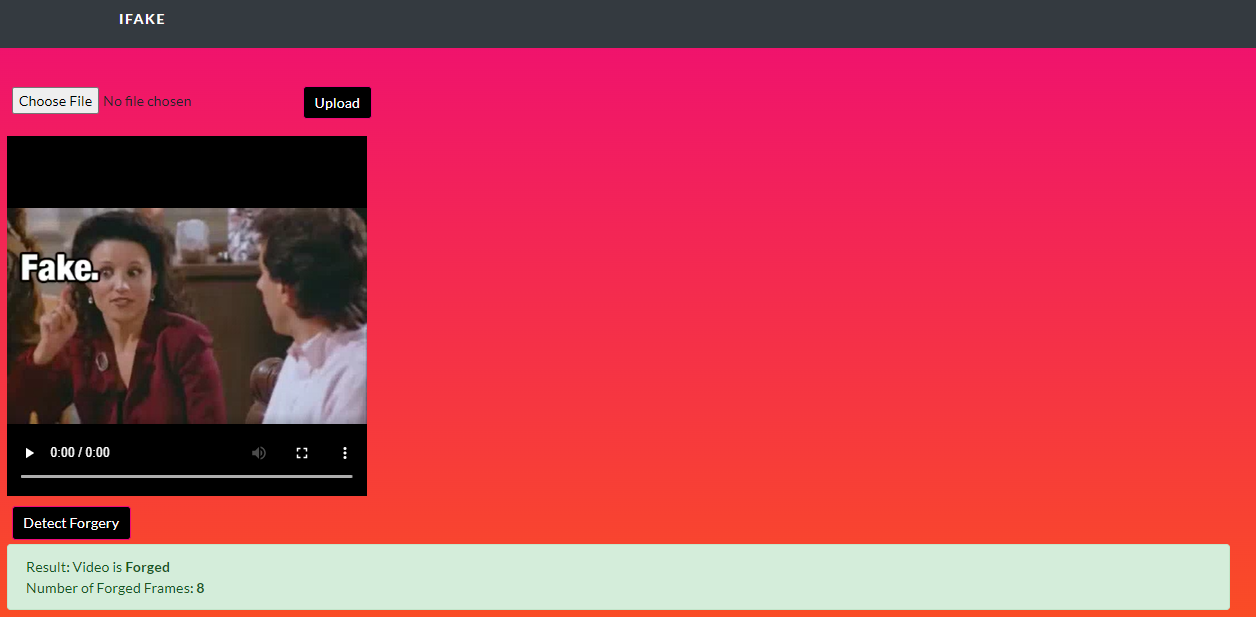 IFAKE
Choose File No file chosen Upload
Fake.
0:00 / 0:00
Detect Forgery
Result: Video is Forged
Number of Forged Frames: 8